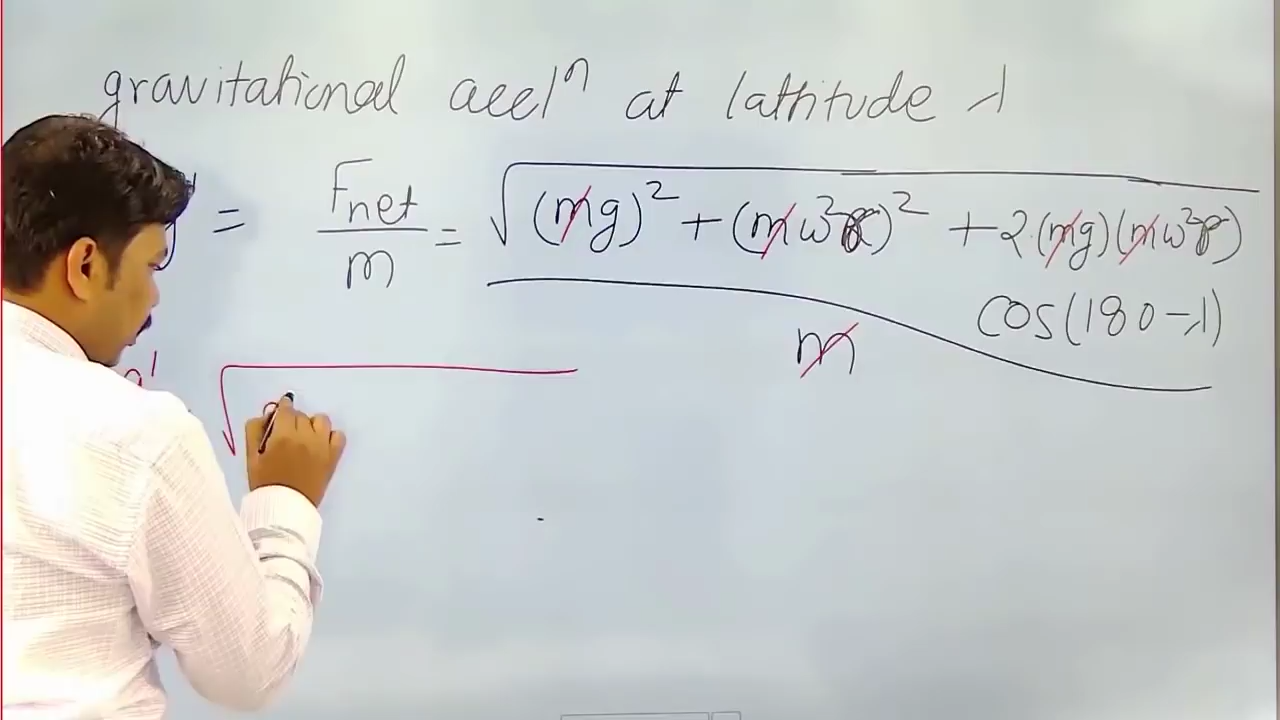 gravitational accelⁿ at lattitude λ
g' = Fnet/m = √(mg)² + (mω²r)² + 2(mg)(mω²r) cos(180-λ) / m
g' √